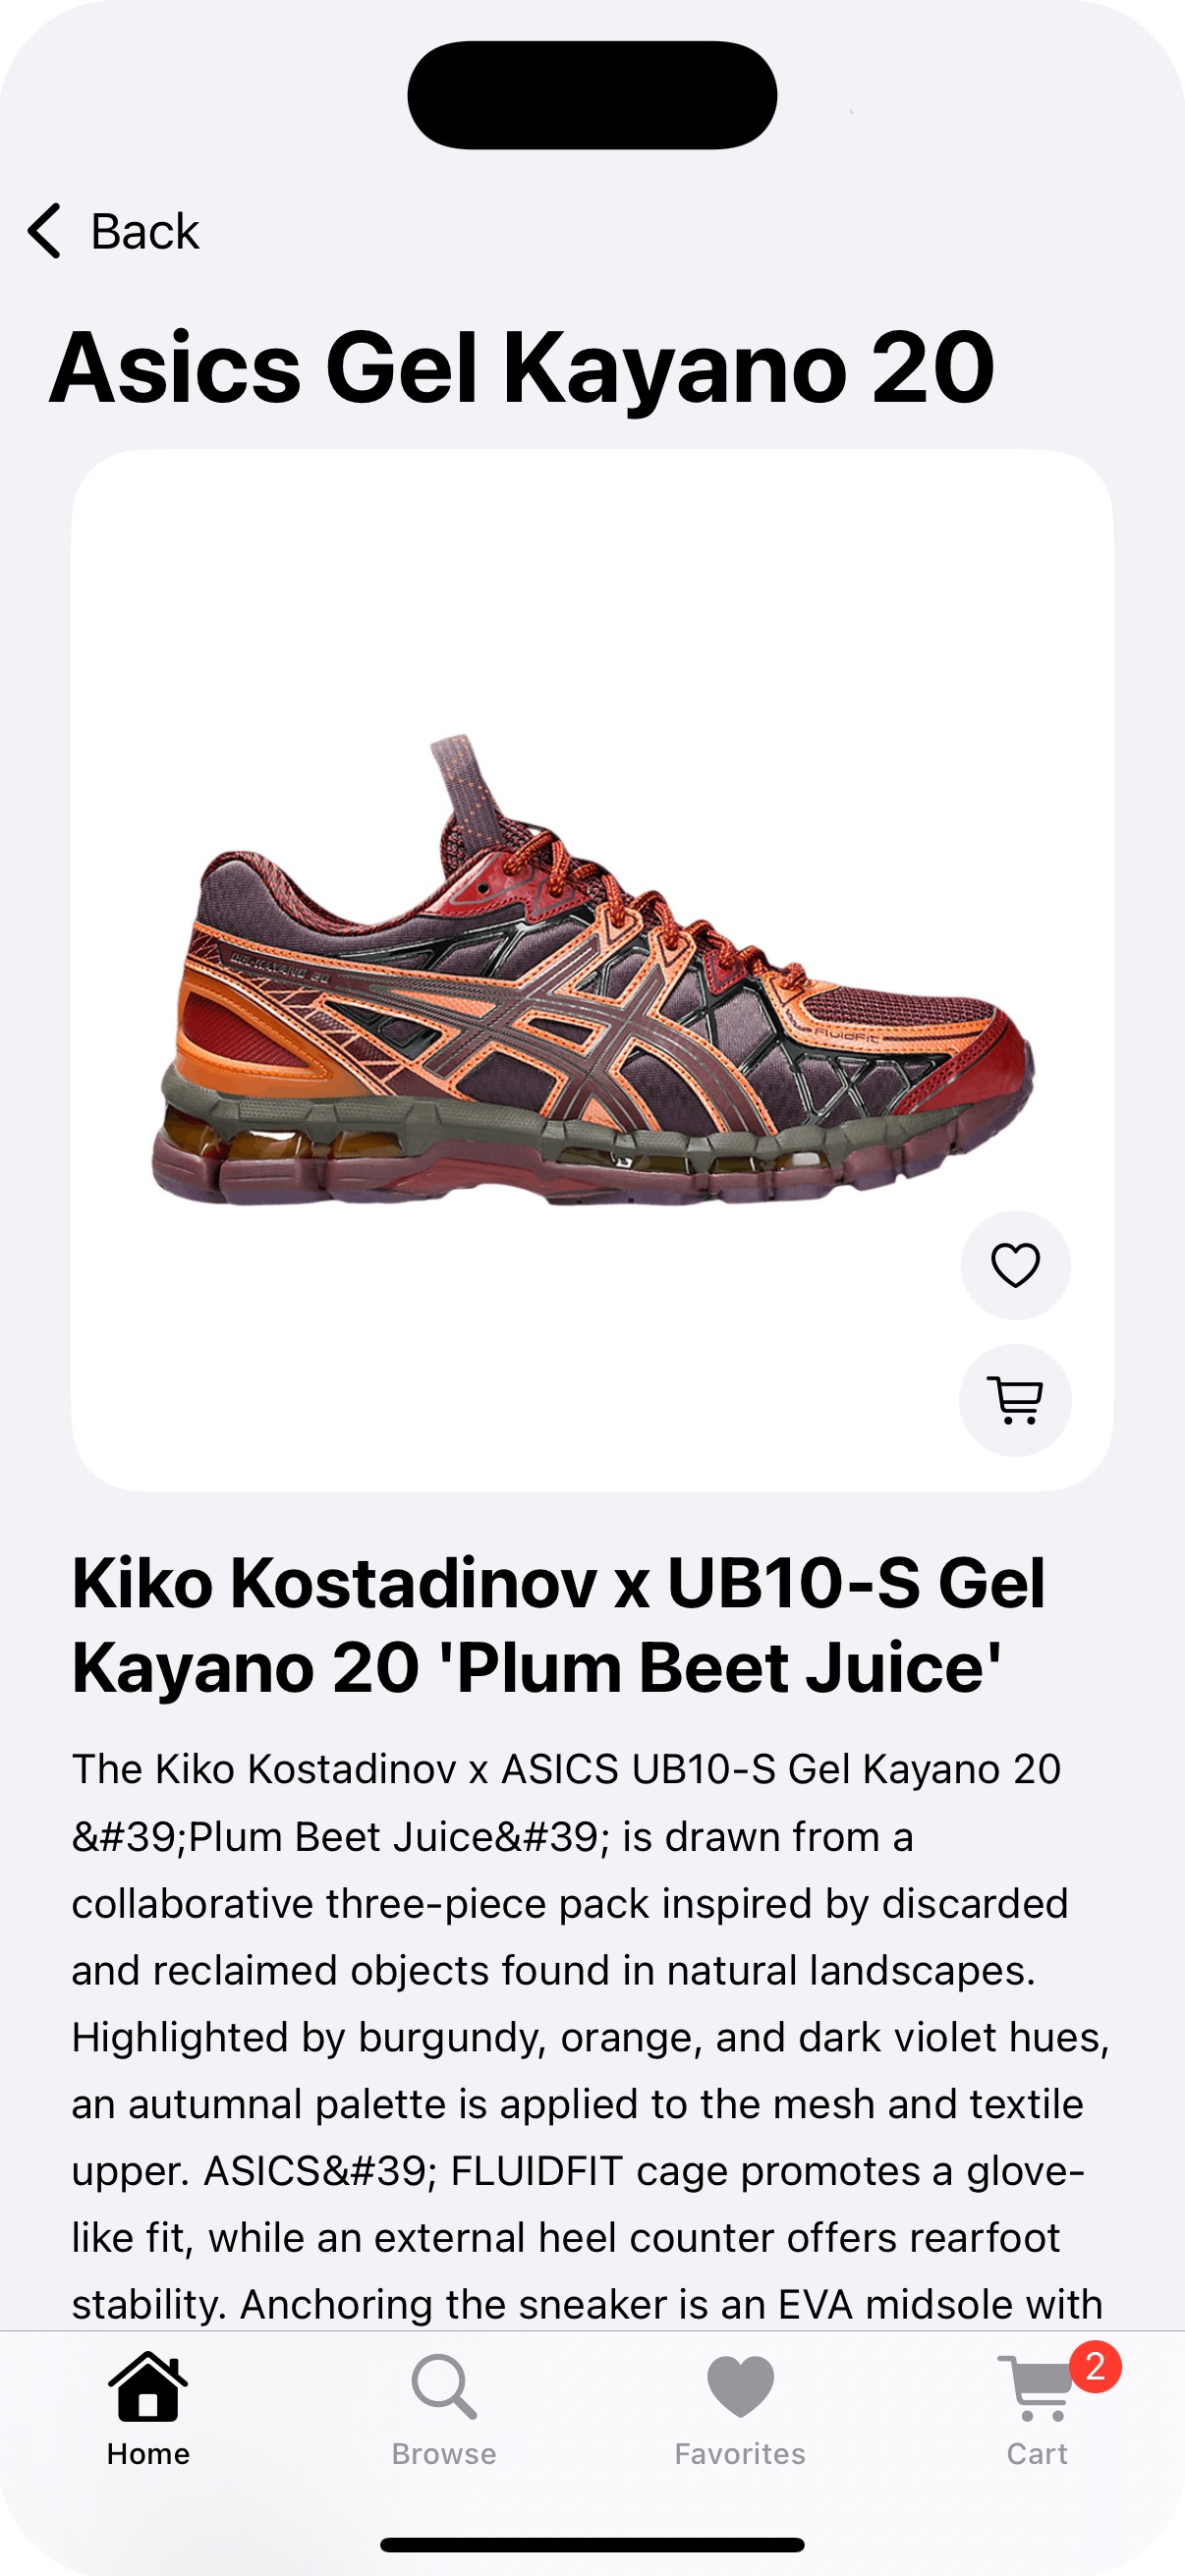 Back
Asics Gel Kayano 20
FLUIDFIT
Kiko Kostadinov x UB10-S Gel
Kayano 20 'Plum Beet Juice'
The Kiko Kostadinov x ASICS UB10-S Gel Kayano 20
&#39;Plum Beet Juice&#39; is drawn from a
collaborative three-piece pack inspired by discarded
and reclaimed objects found in natural landscapes.
Highlighted by burgundy, orange, and dark violet hues,
an autumnal palette is applied to the mesh and textile
upper. ASICS&#39; FLUIDFIT cage promotes a glove-
like fit, while an external heel counter offers rearfoot
stability. Anchoring the sneaker is an EVA midsole with
2
Home
Browse
Favorites
Cart